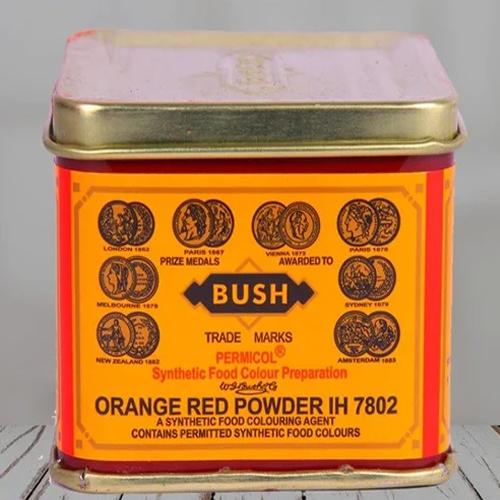 LONDON 1862
PARIS 1867
VIENNA 1873
PARIS 1878
PRIZE MEDALS
AWARDED TO
BUSH
MELBOURNE 1879
SYDNEY 1879
TRADE MARKS
NEW ZEALAND 1882
AMSTERDAM 1883
PERMICOL®
Synthetic Food Colour Preparation
W.J.Bush&Co
ORANGE RED POWDER IH 7802
A SYNTHETIC FOOD COLOURING AGENT
CONTAINS PERMITTED SYNTHETIC FOOD COLOURS